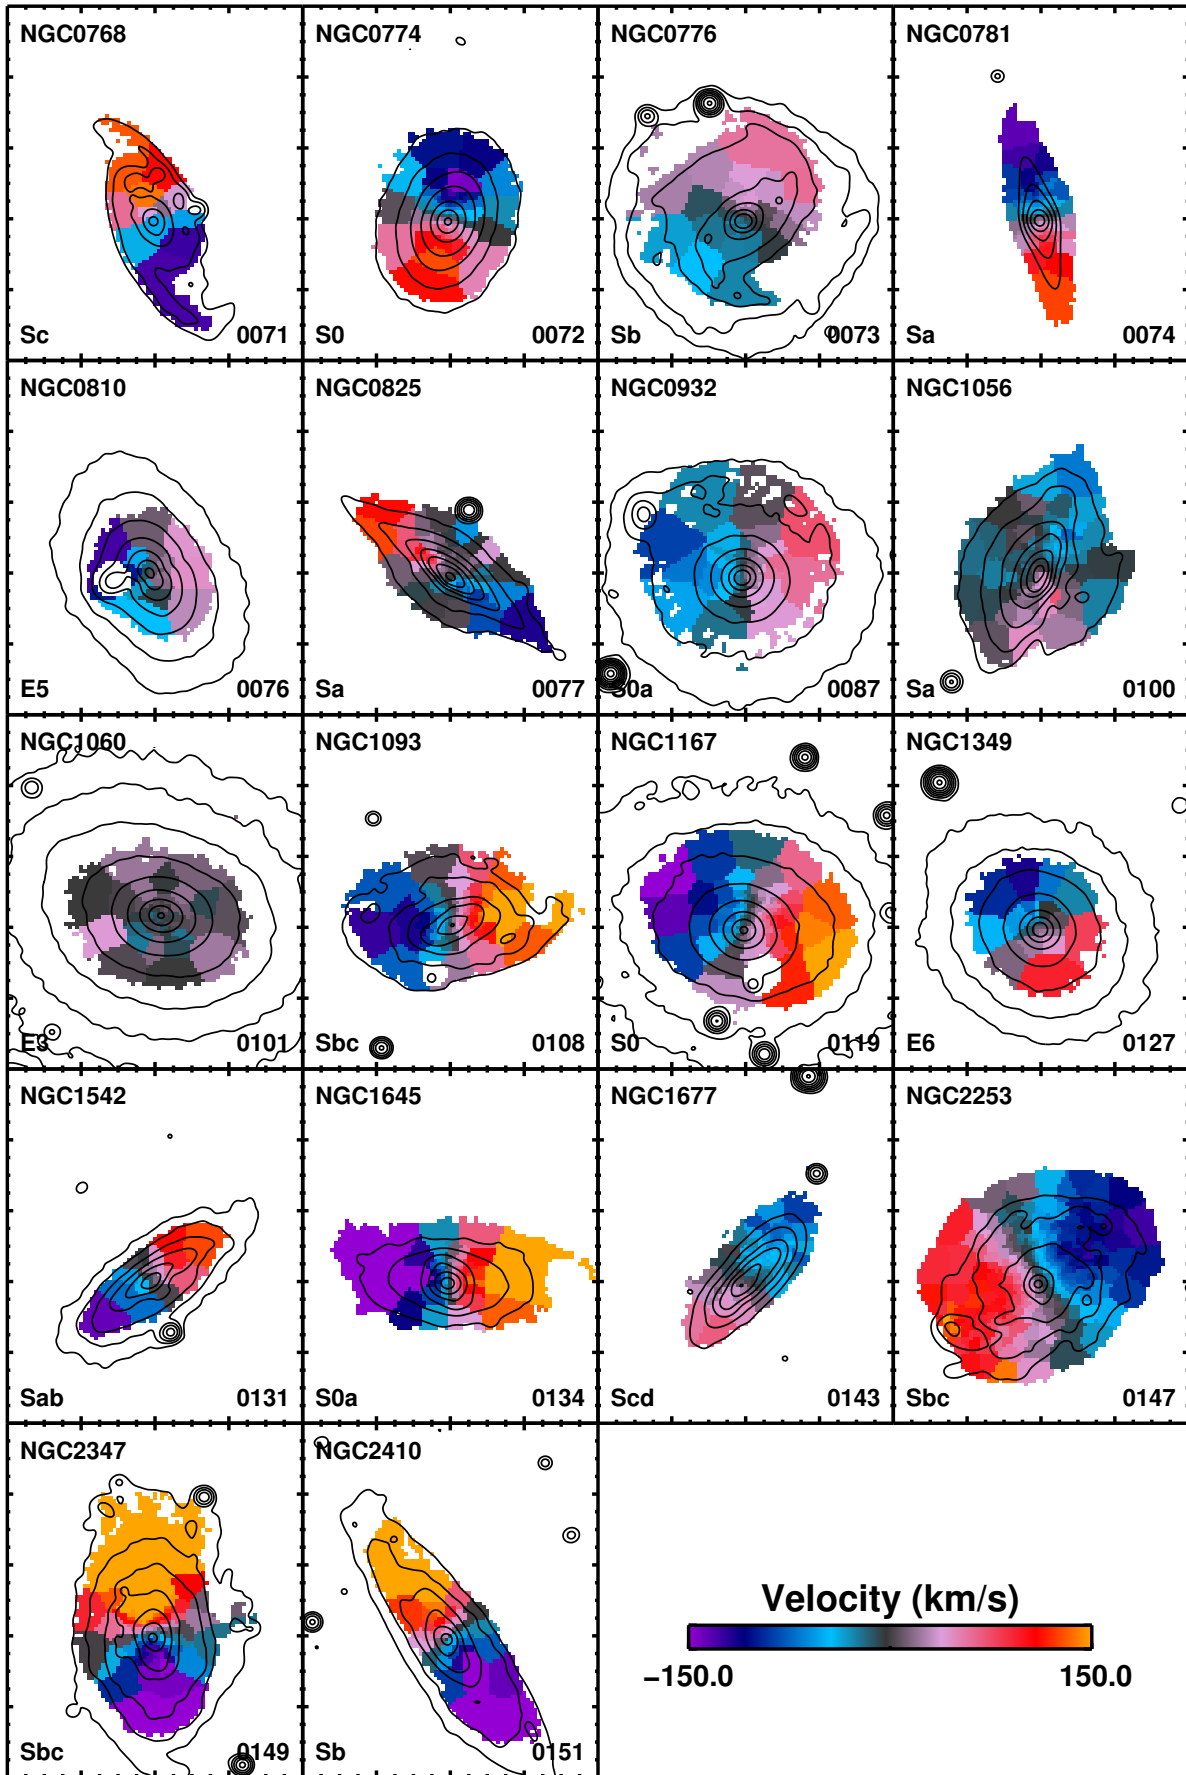 NGC0768 NGC0774 NGC0776 NGC0781
Sc 0071 S0 0072 Sb 0073 Sa 0074
NGC0810 NGC0825 NGC0932 NGC1056
E5 0076 Sa 0077 S0a 0087 Sa 0100
NGC1060 NGC1093 NGC1167 NGC1349
E3 0101 Sbc 0108 S0 0119 E6 0127
NGC1542 NGC1645 NGC1677 NGC2253
Sab 0131 S0a 0134 Scd 0143 Sbc 0147
NGC2347 NGC2410
Velocity (km/s)
−150.0 150.0
Sbc 0149 Sb 0151